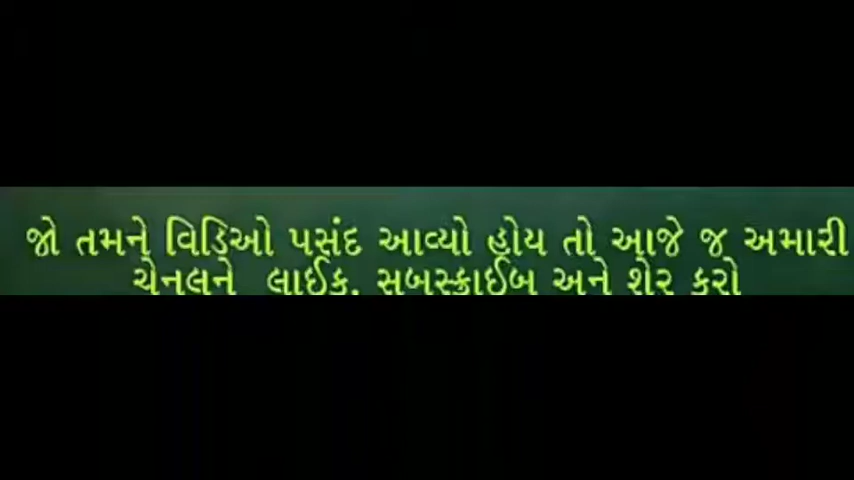 જો તમને વિડિઓ પસંદ આવ્યો હોય તો આજે જ અમારી
ચેનલને લાઈક, સબસ્ક્રાઈબ અને શેર કરો